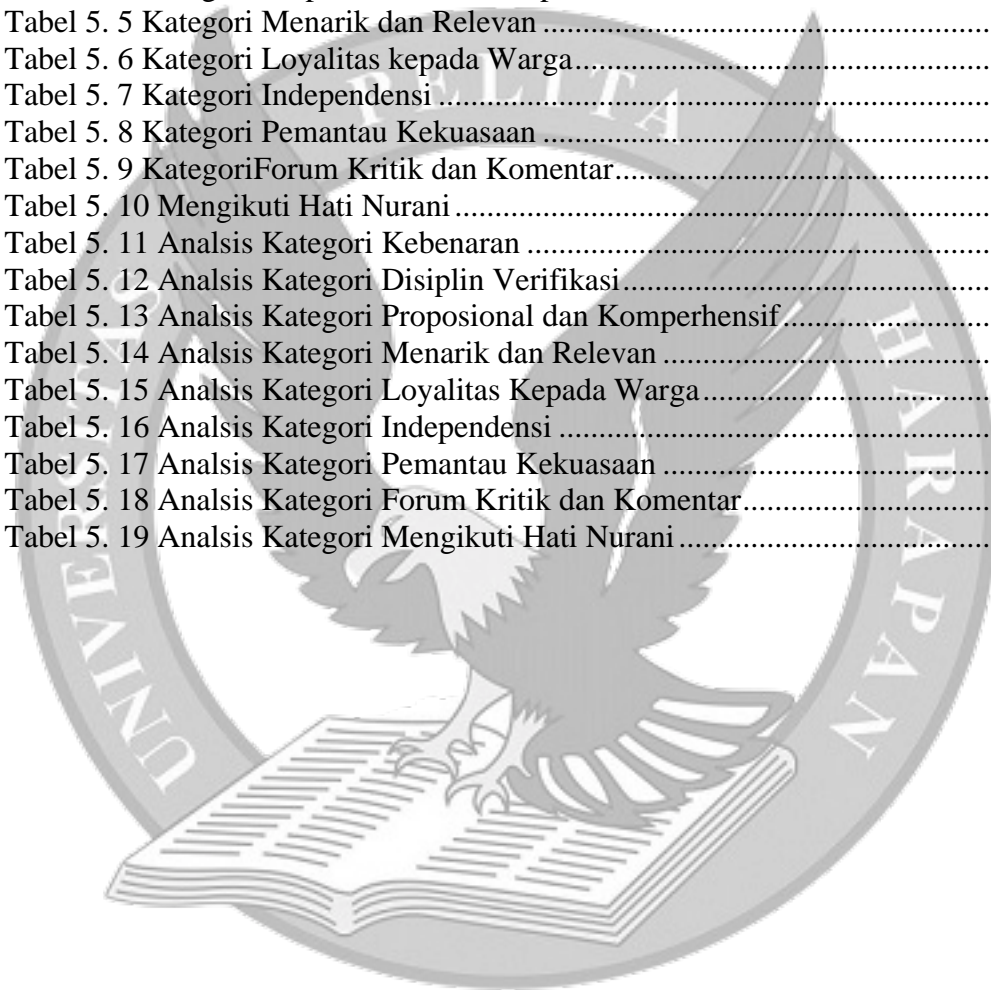 Tabel 5. 5 Kategori Menarik dan Relevan ......................................................
Tabel 5. 6 Kategori Loyalitas kepada Warga..................................................
Tabel 5. 7 Kategori Independensi ...................................................................
Tabel 5. 8 Kategori Pemantau Kekuasaan ......................................................
Tabel 5. 9 KategoriForum Kritik dan Komentar.............................................
Tabel 5. 10 Mengikuti Hati Nurani .................................................................
Tabel 5. 11 Analsis Kategori Kebenaran ........................................................
Tabel 5. 12 Analsis Kategori Disiplin Verifikasi............................................
Tabel 5. 13 Analsis Kategori Proposional dan Komperhensif.........................
Tabel 5. 14 Analsis Kategori Menarik dan Relevan .......................................
Tabel 5. 15 Analsis Kategori Loyalitas Kepada Warga...................................
Tabel 5. 16 Analsis Kategori Independensi ....................................................
Tabel 5. 17 Analsis Kategori Pemantau Kekuasaan .......................................
Tabel 5. 18 Analsis Kategori Forum Kritik dan Komentar..............................
Tabel 5. 19 Analsis Kategori Mengikuti Hati Nurani .....................................
UNIVERSITAS PELITA HARAPAN